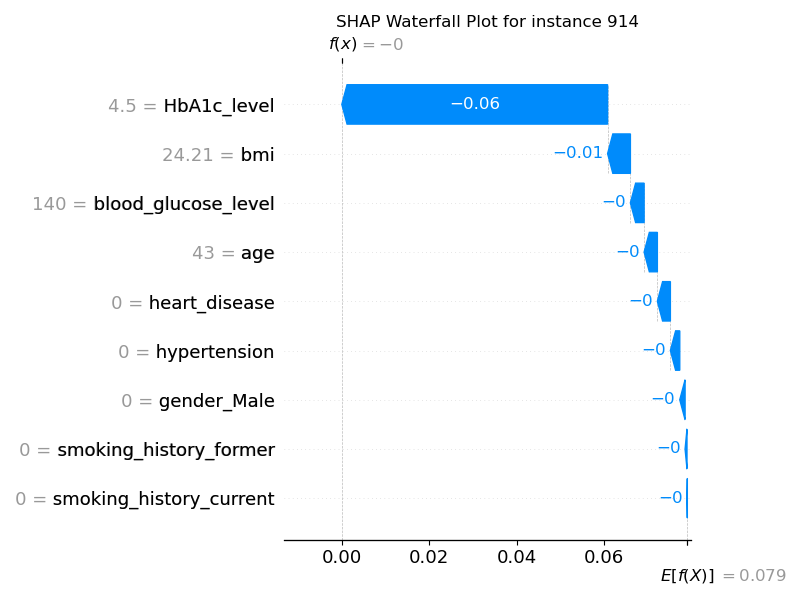 SHAP Waterfall Plot for instance 914
f(x) = −0
4.5 = HbA1c_level
−0.06
24.21 = bmi
−0.01
140 = blood_glucose_level
−0
43 = age
−0
0 = heart_disease
−0
0 = hypertension
−0
0 = gender_Male
−0
0 = smoking_history_former
−0
0 = smoking_history_current
−0
0.00 0.02 0.04 0.06
E[f(X)] = 0.079